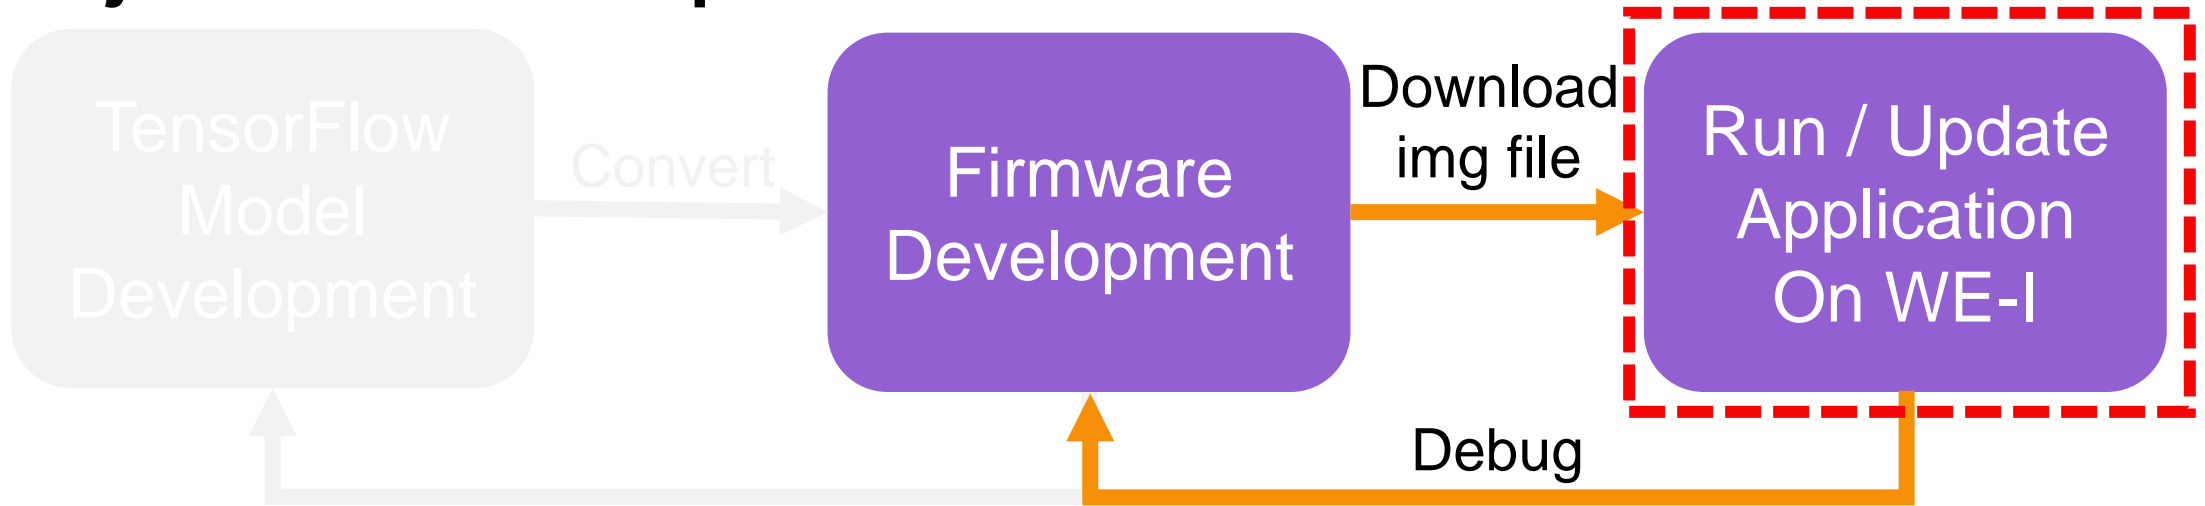 TensorFlow
Model
Development
Convert
Firmware
Development
Download
img file
Run / Update
Application
On WE-I
Debug